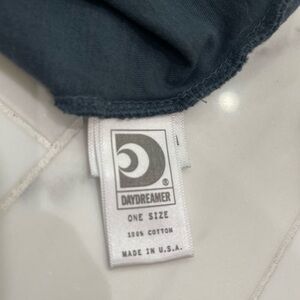 ®
DAYDREAMER
ONE SIZE
100% COTTON
MADE IN U.S.A.